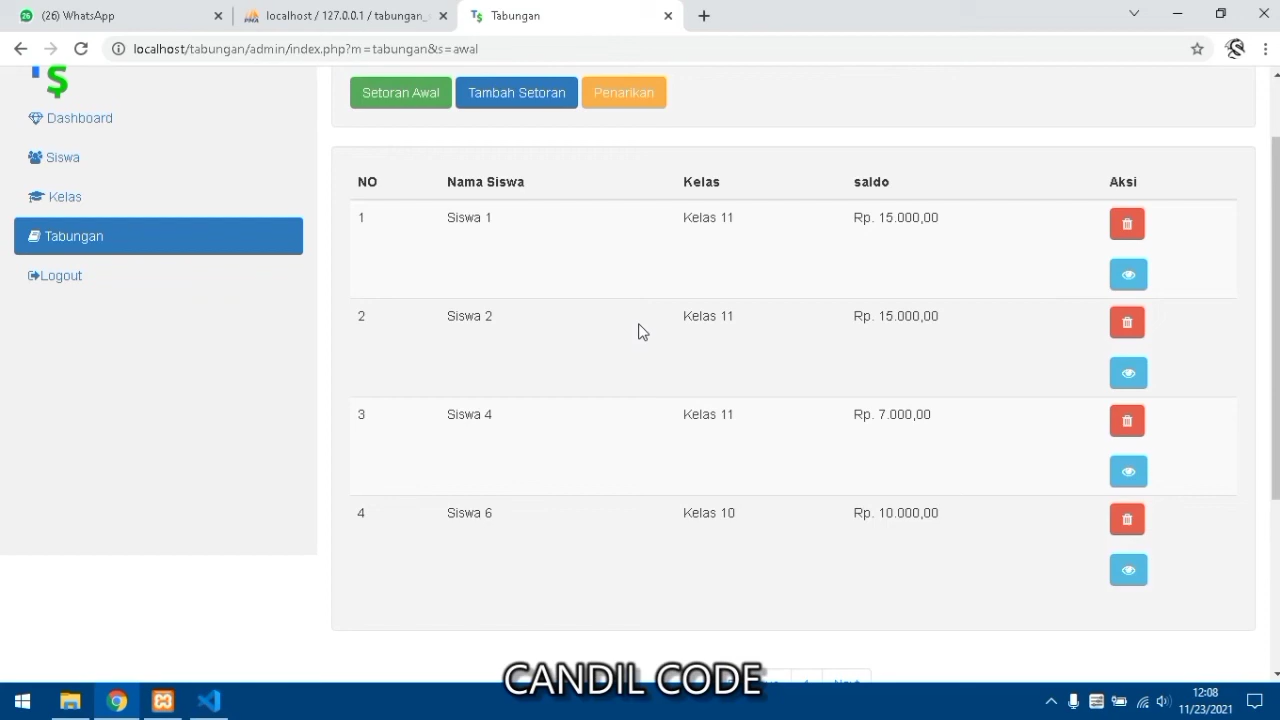 (26) WhatsApp
localhost / 127.0.0.1 / tabungan_
Tabungan
localhost/tabungan/admin/index.php?m=tabungan&s=awal
$
Dashboard
Siswa
Kelas
Tabungan
Logout
Setoran Awal Tambah Setoran Penarikan
NO Nama Siswa Kelas saldo Aksi
1 Siswa 1 Kelas 11 Rp. 15.000,00
2 Siswa 2 Kelas 11 Rp. 15.000,00
3 Siswa 4 Kelas 11 Rp. 7.000,00
4 Siswa 6 Kelas 10 Rp. 10.000,00
CANDIL CODE
12:08
11/23/2021